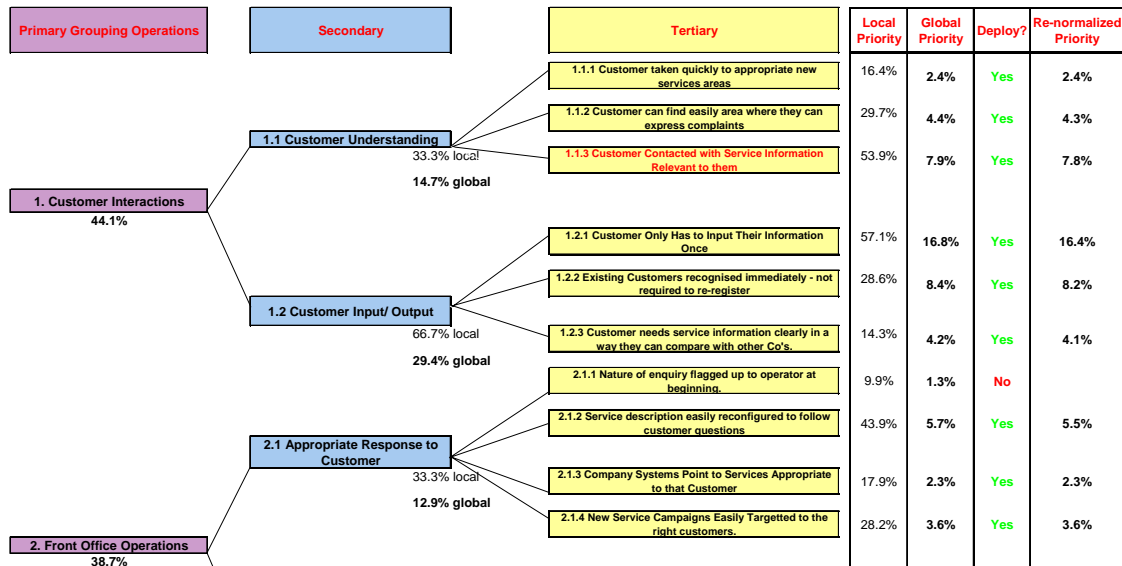 Primary Grouping Operations
Secondary
Tertiary
Local
Priority
Global
Priority
Deploy?
Re-normalized
Priority
1.1.1 Customer taken quickly to appropriate new
services areas
16.4%
2.4%
Yes
2.4%
1.1.2 Customer can find easily area where they can
express complaints
29.7%
4.4%
Yes
4.3%
1.1 Customer Understanding
33.3% local
14.7% global
1.1.3 Customer Contacted with Service Information
Relevant to them
53.9%
7.9%
Yes
7.8%
1. Customer Interactions
44.1%
1.2.1 Customer Only Has to Input Their Information
Once
57.1%
16.8%
Yes
16.4%
1.2.2 Existing Customers recognised immediately - not
required to re-register
28.6%
8.4%
Yes
8.2%
1.2 Customer Input/ Output
66.7% local
29.4% global
1.2.3 Customer needs service information clearly in a
way they can compare with other Co's.
14.3%
4.2%
Yes
4.1%
2.1.1 Nature of enquiry flagged up to operator at
beginning.
9.9%
1.3%
No
2.1.2 Service description easily reconfigured to follow
customer questions
43.9%
5.7%
Yes
5.5%
2.1 Appropriate Response to
Customer
33.3% local
12.9% global
2.1.3 Company Systems Point to Services Appropriate
to that Customer
17.9%
2.3%
Yes
2.3%
2.1.4 New Service Campaigns Easily Targetted to the
right customers.
28.2%
3.6%
Yes
3.6%
2. Front Office Operations
38.7%